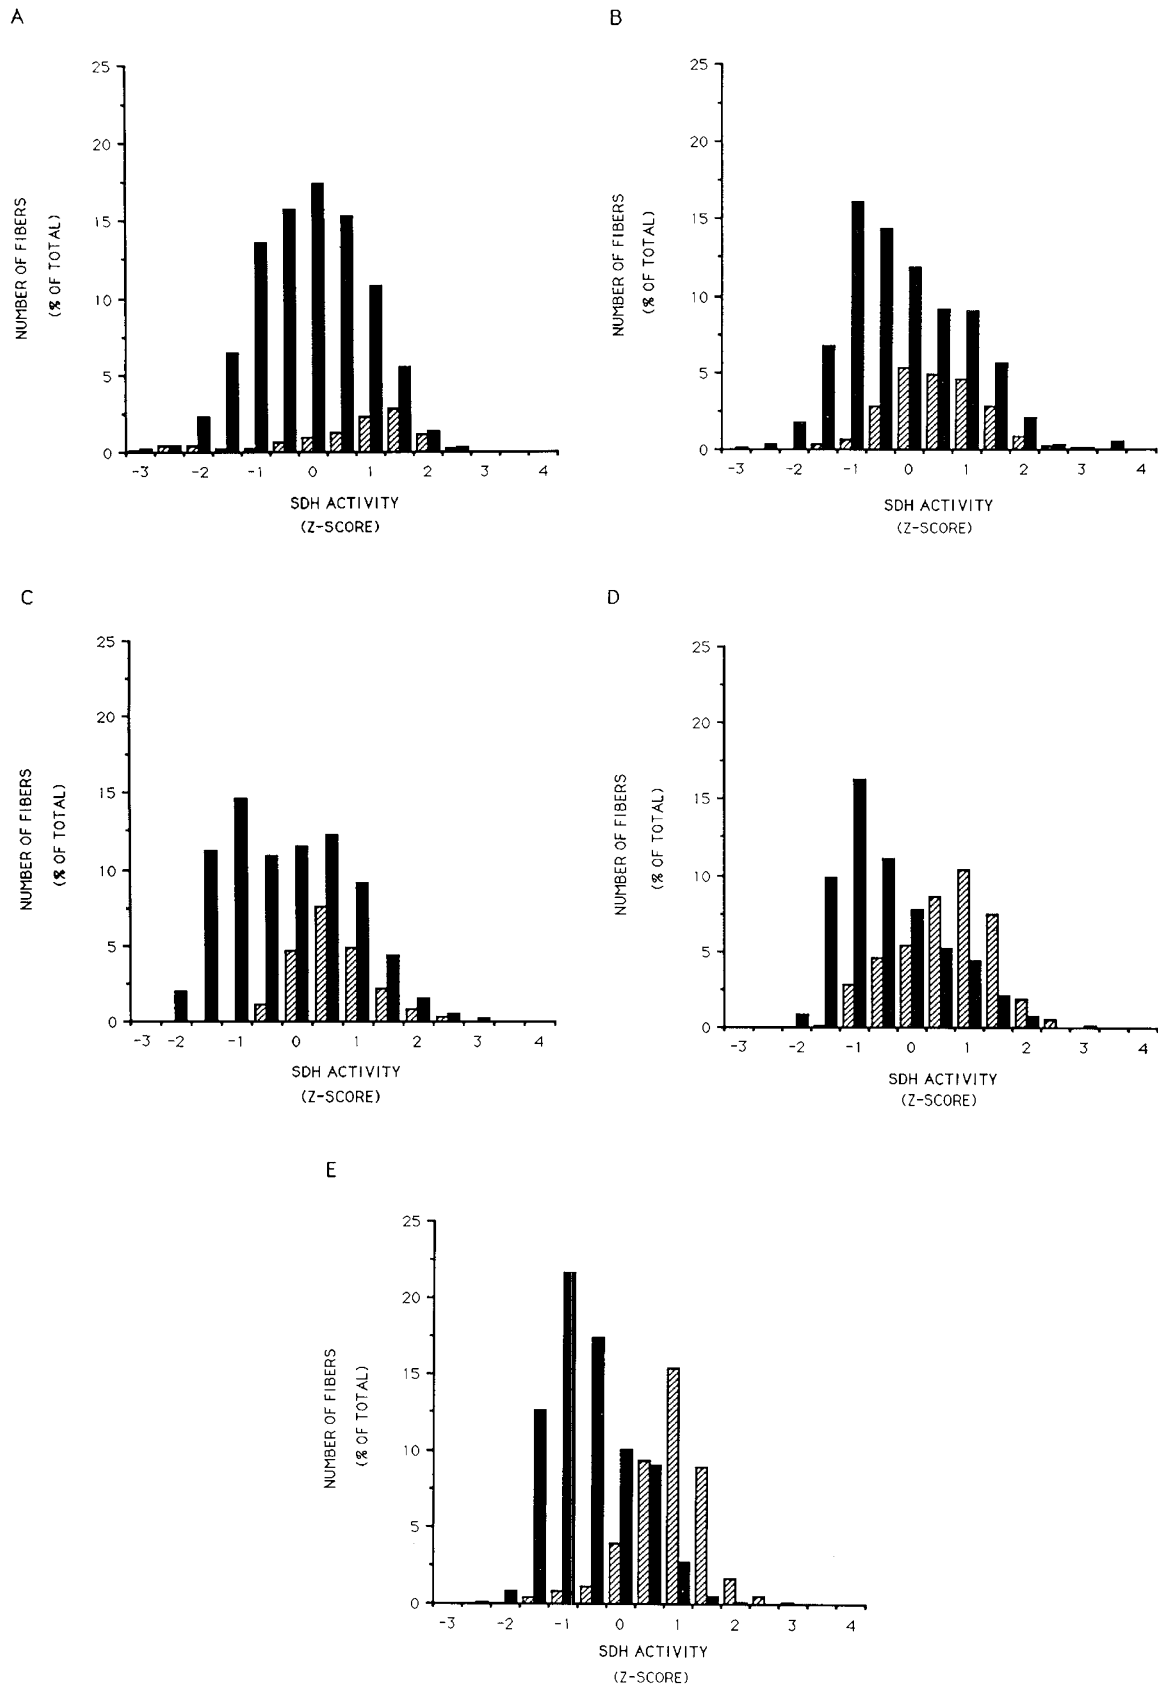 A
25
20
15
10
5
0
NUMBER OF FIBERS
(% OF TOTAL)
-3 -2 -1 0 1 2 3 4
SDH ACTIVITY
(Z-SCORE)
B
25
20
15
10
5
0
NUMBER OF FIBERS
(% OF TOTAL)
-3 -2 -1 0 1 2 3 4
SDH ACTIVITY
(Z-SCORE)
C
25
20
15
10
5
0
NUMBER OF FIBERS
(% OF TOTAL)
-3 -2 -1 0 1 2 3 4
SDH ACTIVITY
(Z-SCORE)
D
25
20
15
10
5
0
NUMBER OF FIBERS
(% OF TOTAL)
-3 -2 -1 0 1 2 3 4
SDH ACTIVITY
(Z-SCORE)
E
25
20
15
10
5
0
NUMBER OF FIBERS
(% OF TOTAL)
-3 -2 -1 0 1 2 3 4
SDH ACTIVITY
(Z-SCORE)